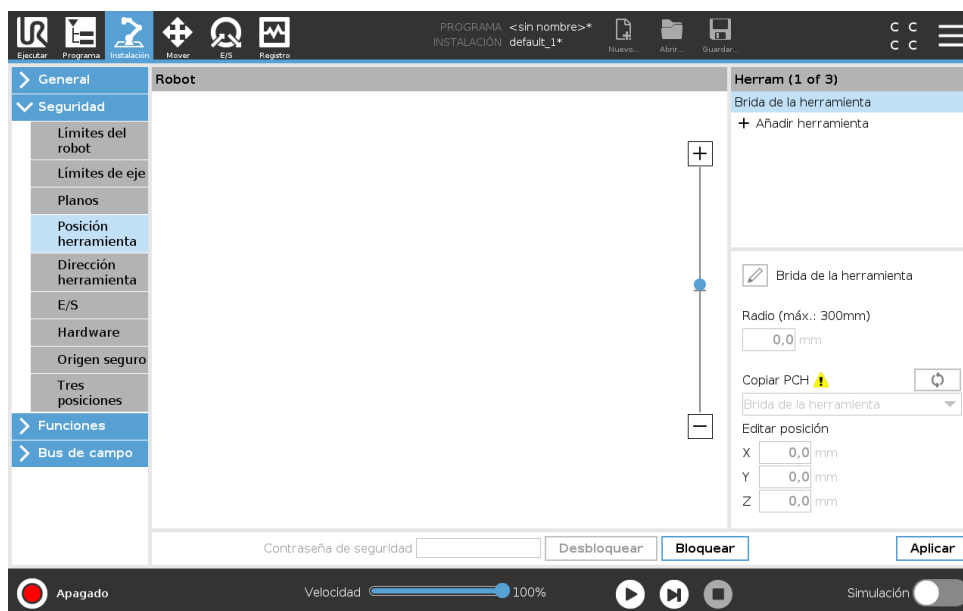 UR
PROGRAMA <sin nombre>*
INSTALACIÓN default_1*
Ejecutar Programa Instalación Mover E/S Registro
Nuevo... Abrir... Guardar...
C C
C C
General
Seguridad
Límites del
robot
Límites de eje
Planos
Posición
herramienta
Dirección
herramienta
E/S
Hardware
Origen seguro
Tres
posiciones
Funciones
Bus de campo
Robot
Herram (1 of 3)
Brida de la herramienta
+ Añadir herramienta
Brida de la herramienta
Radio (máx.: 300mm)
0,0 mm
Copiar PCH
Brida de la herramienta
Editar posición
X 0,0 mm
Y 0,0 mm
Z 0,0 mm
Contraseña de seguridad Desbloquear Bloquear Aplicar
Apagado Velocidad 100% Simulación